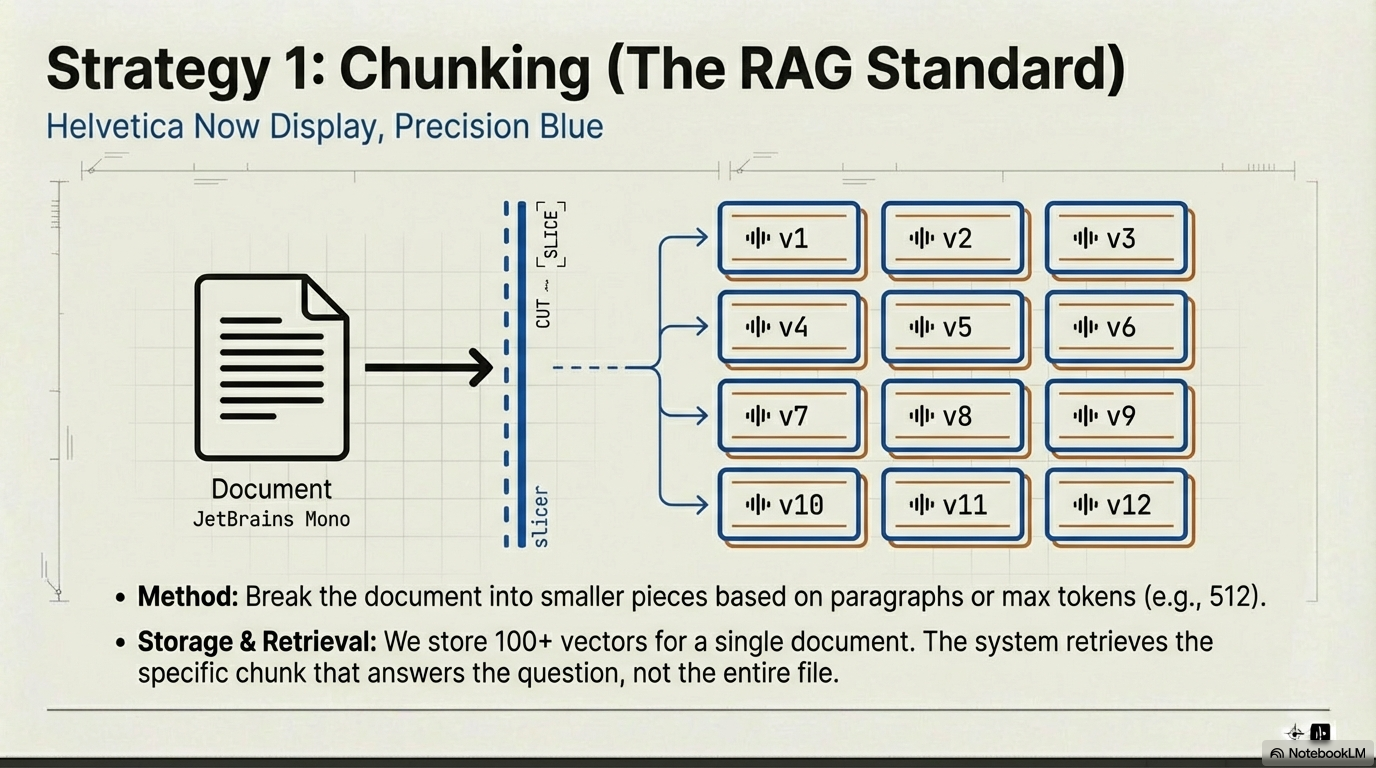 Strategy 1: Chunking (The RAG Standard)
Helvetica Now Display, Precision Blue
CUT ~ [SLICE]
slicer
Document
JetBrains Mono
v1
v2
v3
v4
v5
v6
v7
v8
v9
v10
v11
v12
• Method: Break the document into smaller pieces based on paragraphs or max tokens (e.g., 512).
• Storage & Retrieval: We store 100+ vectors for a single document. The system retrieves the
specific chunk that answers the question, not the entire file.
NotebookLM